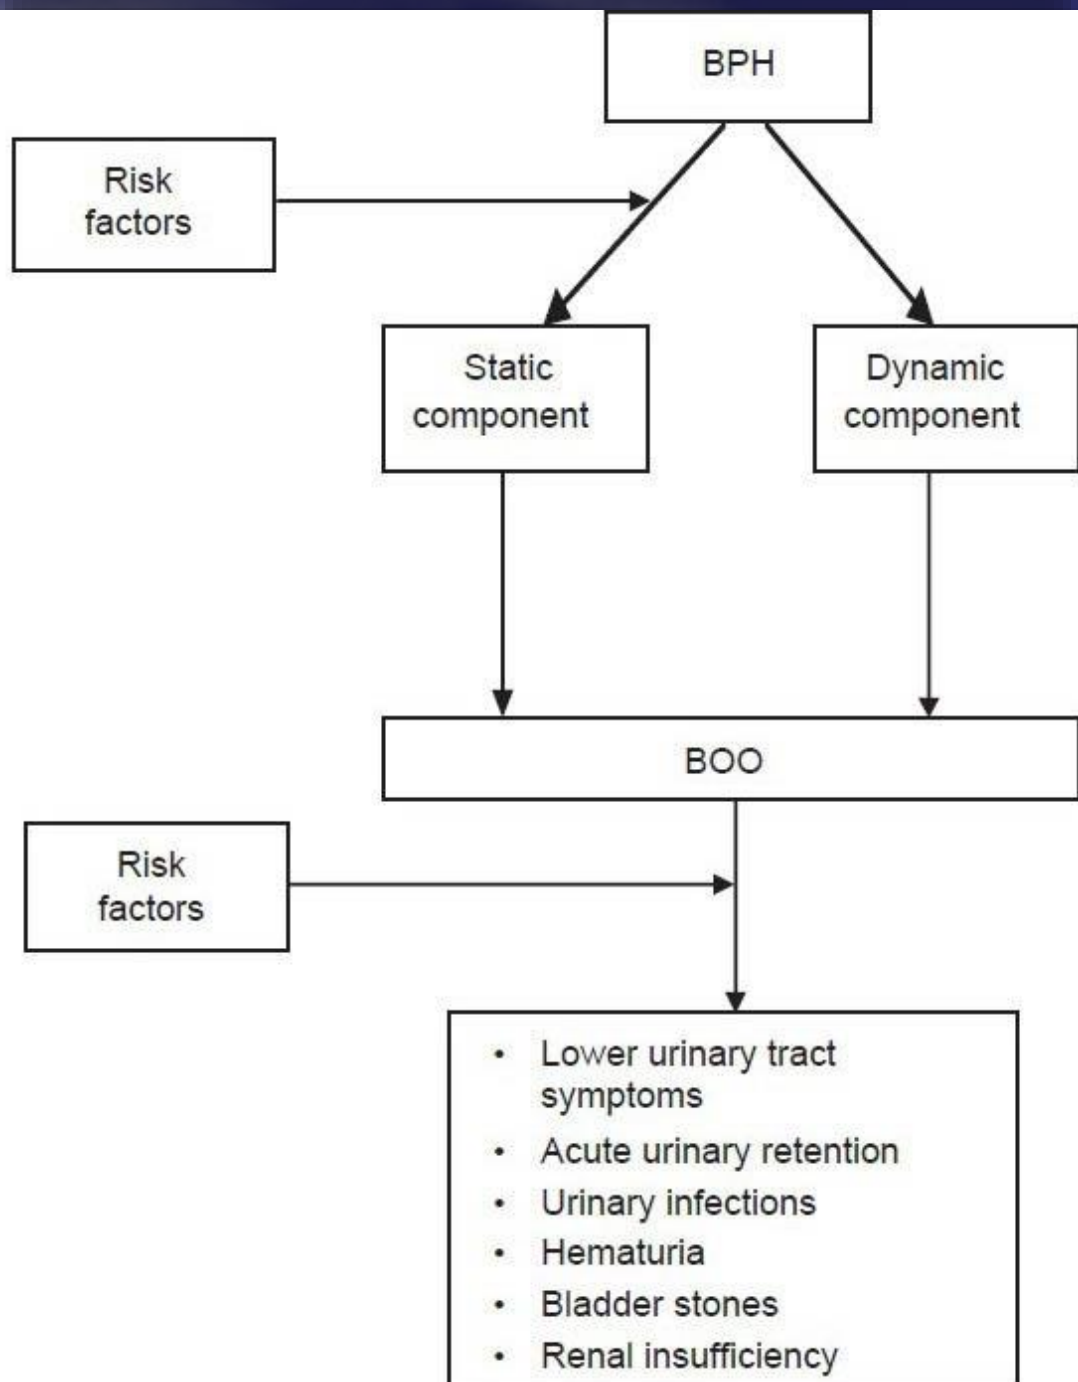 BPH
Risk
factors
Static
component
Dynamic
component
BOO
Risk
factors
• Lower urinary tract
symptoms
• Acute urinary retention
• Urinary infections
• Hematuria
• Bladder stones
• Renal insufficiency